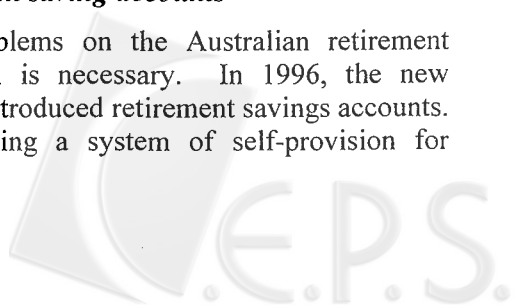 saving accounts
blems on the Australian retirement
is necessary. In 1996, the new
troduced retirement savings accounts.
ing a system of self-provision for
C.E.P.S.